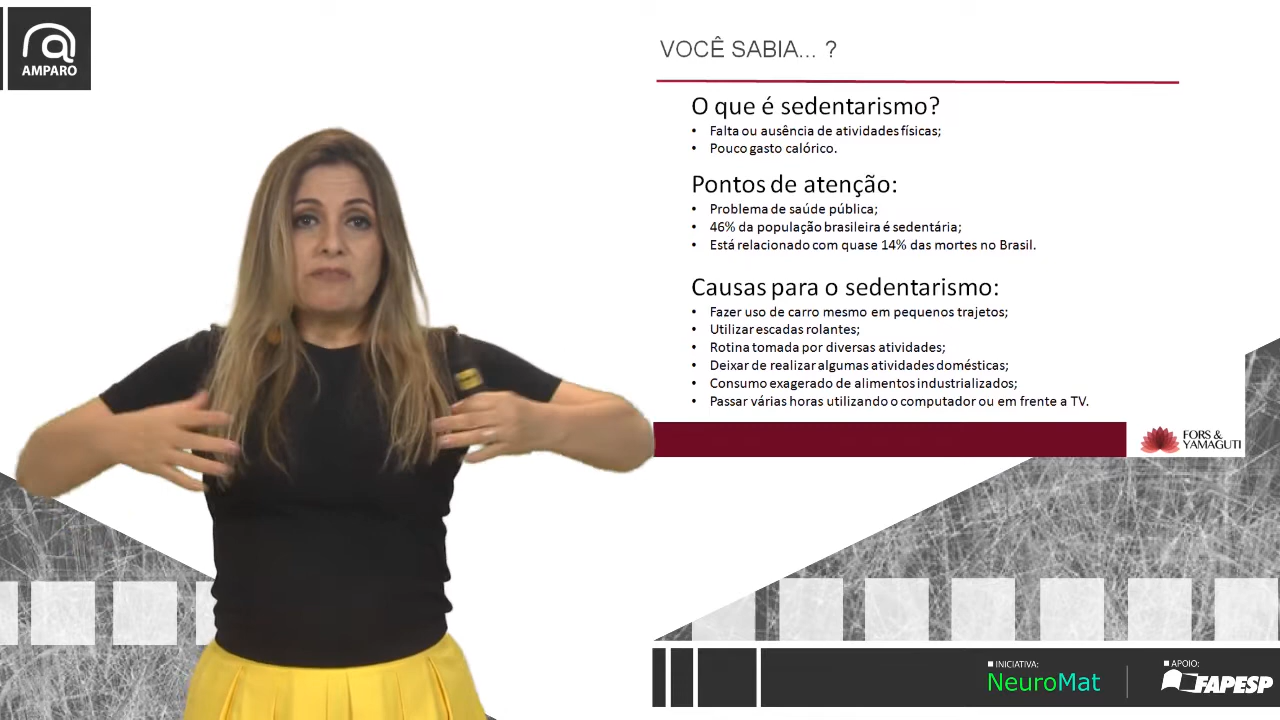 AMPARO
VOCÊ SABIA... ?
O que é sedentarismo?
• Falta ou ausência de atividades físicas;
• Pouco gasto calórico.
Pontos de atenção:
• Problema de saúde pública;
• 46% da população brasileira é sedentária;
• Está relacionado com quase 14% das mortes no Brasil.
Causas para o sedentarismo:
• Fazer uso de carro mesmo em pequenos trajetos;
• Utilizar escadas rolantes;
• Rotina tomada por diversas atividades;
• Deixar de realizar algumas atividades domésticas;
• Consumo exagerado de alimentos industrializados;
• Passar várias horas utilizando o computador ou em frente a TV.
FORS &
YAMAGUTI
INICIATIVA:
NeuroMat
APOIO:
FAPESP